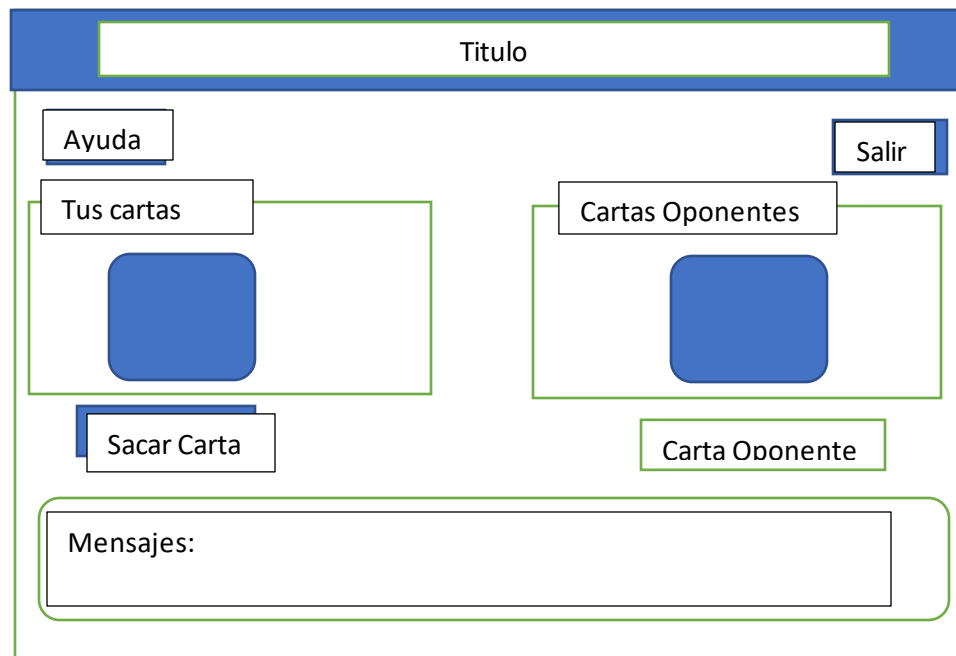 Titulo
Ayuda
Salir
Tus cartas
Cartas Oponentes
Sacar Carta
Carta Oponente
Mensajes: